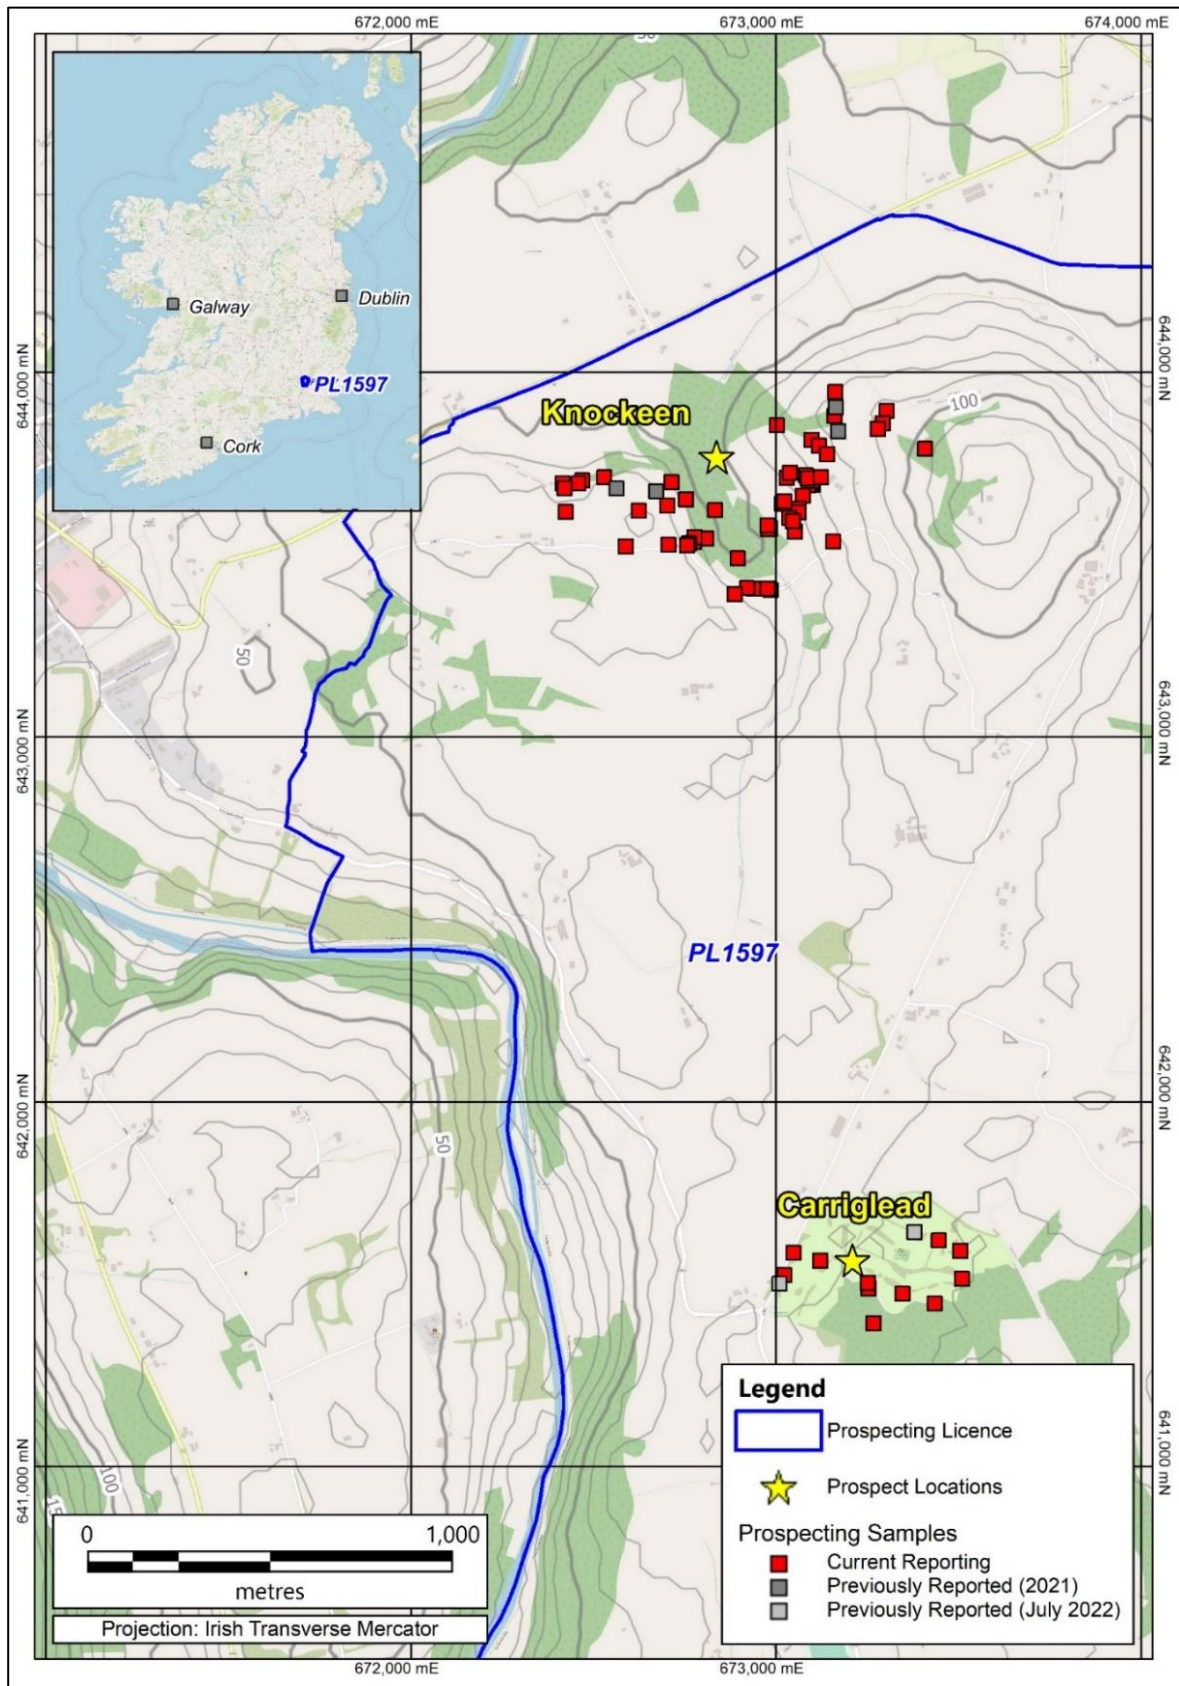 672,000 mE
673,000 mE
674,000 mE
50
Galway
Dublin
PL1597
Cork
644,000 mN
644,000 mN
Knockeen
100
50
643,000 mN
643,000 mN
PL1597
642,000 mN
642,000 mN
50
Carriglead
641,000 mN
641,000 mN
100
Legend
Prospecting Licence
Prospect Locations
Prospecting Samples
Current Reporting
Previously Reported (2021)
Previously Reported (July 2022)
0 1,000
metres
Projection: Irish Transverse Mercator
672,000 mE
673,000 mE